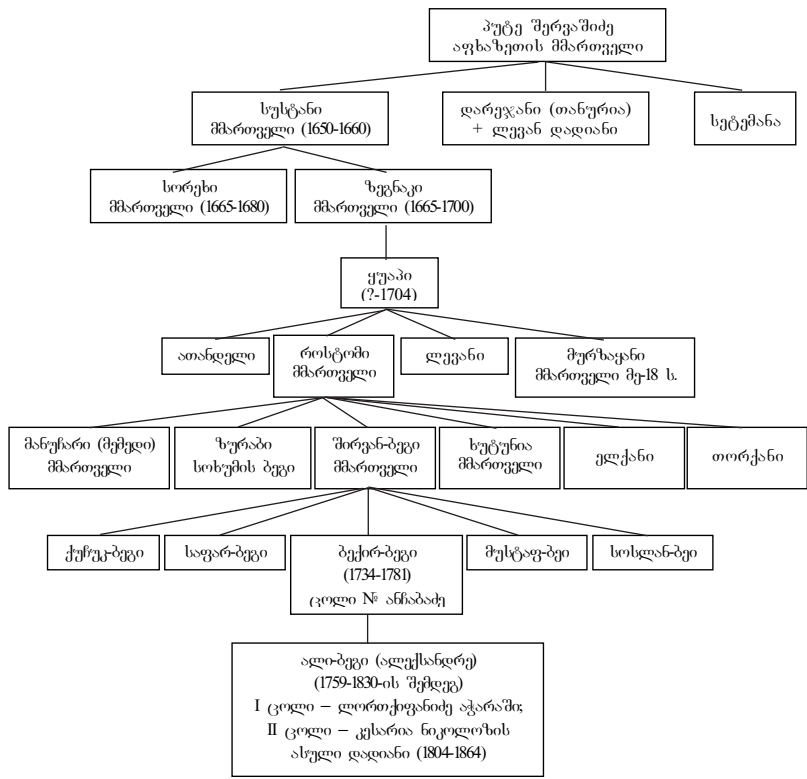 პუტე შერვაშიძე
აფხაზეთის მმართველი
სუსტანი
მმართველი (1650-1660)
დარეჯანი (თანურია)
+ ლევან დადიანი
სეტემანა
სორეხი
მმართველი (1665-1680)
ზეგნაკი
მმართველი (1665-1700)
ყუაპი
(?-1704)
ათანდელი
როსტომი
მმართველი
ლევანი
მურზაყანი
მმართველი მე-18 ს.
მანუჩარი (მემედი)
მმართველი
ზურაბი
სოხუმის ბეგი
შირვან-ბეგი
მმართველი
ხუტუნია
მმართველი
ელქანი
თორქანი
ქუჩუკ-ბეგი
საფარ-ბეგი
ბექირ-ბეგი
(1734-1781)
ცოლი № ანჩაბაძე
მუსტაფ-ბეი
სოსლან-ბეი
ალი-ბეგი (ალექსანდრე)
(1759-1830-ის შემდეგ)
I ცოლი – ლორთქიფანიძე აჭარაში;
II ცოლი – კესარია ნიკოლოზის
ასული დადიანი (1804-1864)